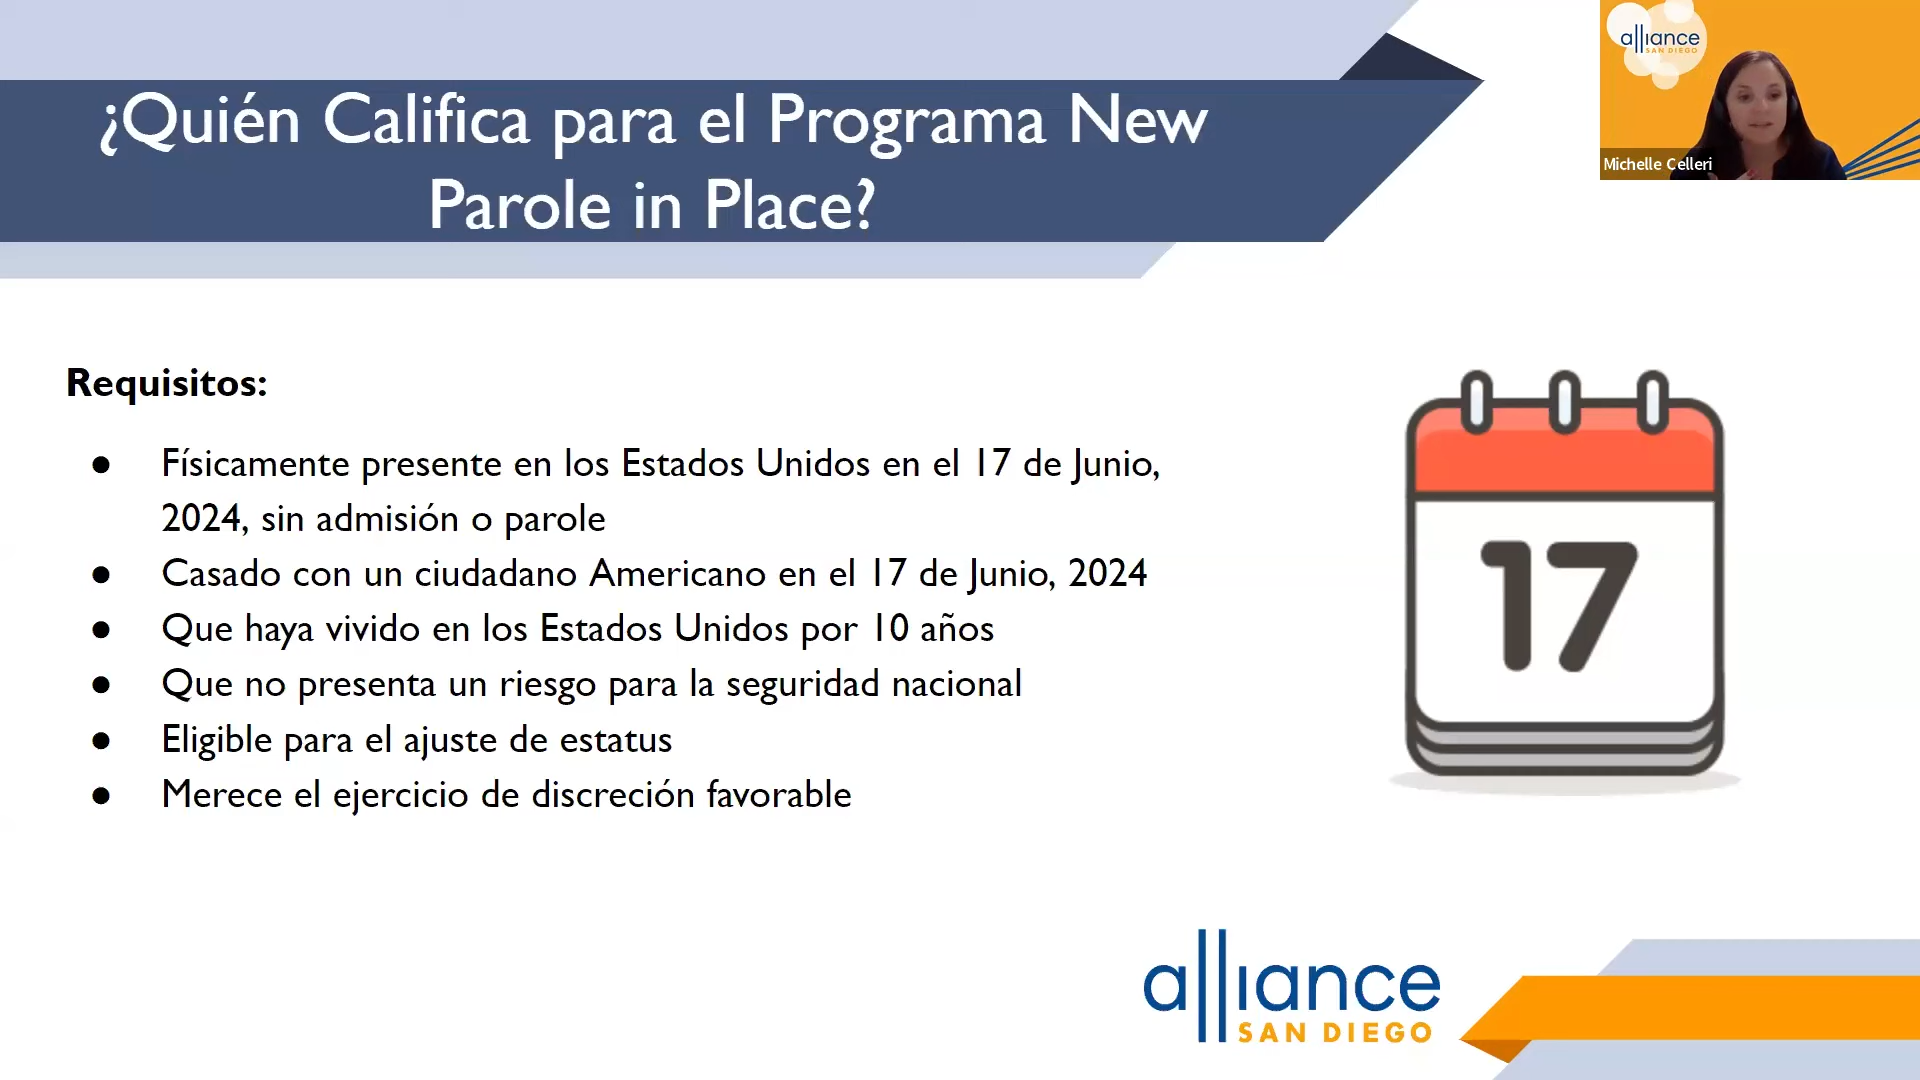 ¿Quién Califica para el Programa New
Parole in Place?
alliance
SAN DIEGO
Michelle Celleri
Requisitos:
● Físicamente presente en los Estados Unidos en el 17 de Junio,
2024, sin admisión o parole
● Casado con un ciudadano Americano en el 17 de Junio, 2024
● Que haya vivido en los Estados Unidos por 10 años
● Que no presenta un riesgo para la seguridad nacional
● Eligible para el ajuste de estatus
● Merece el ejercicio de discreción favorable
17
alliance
SAN DIEGO